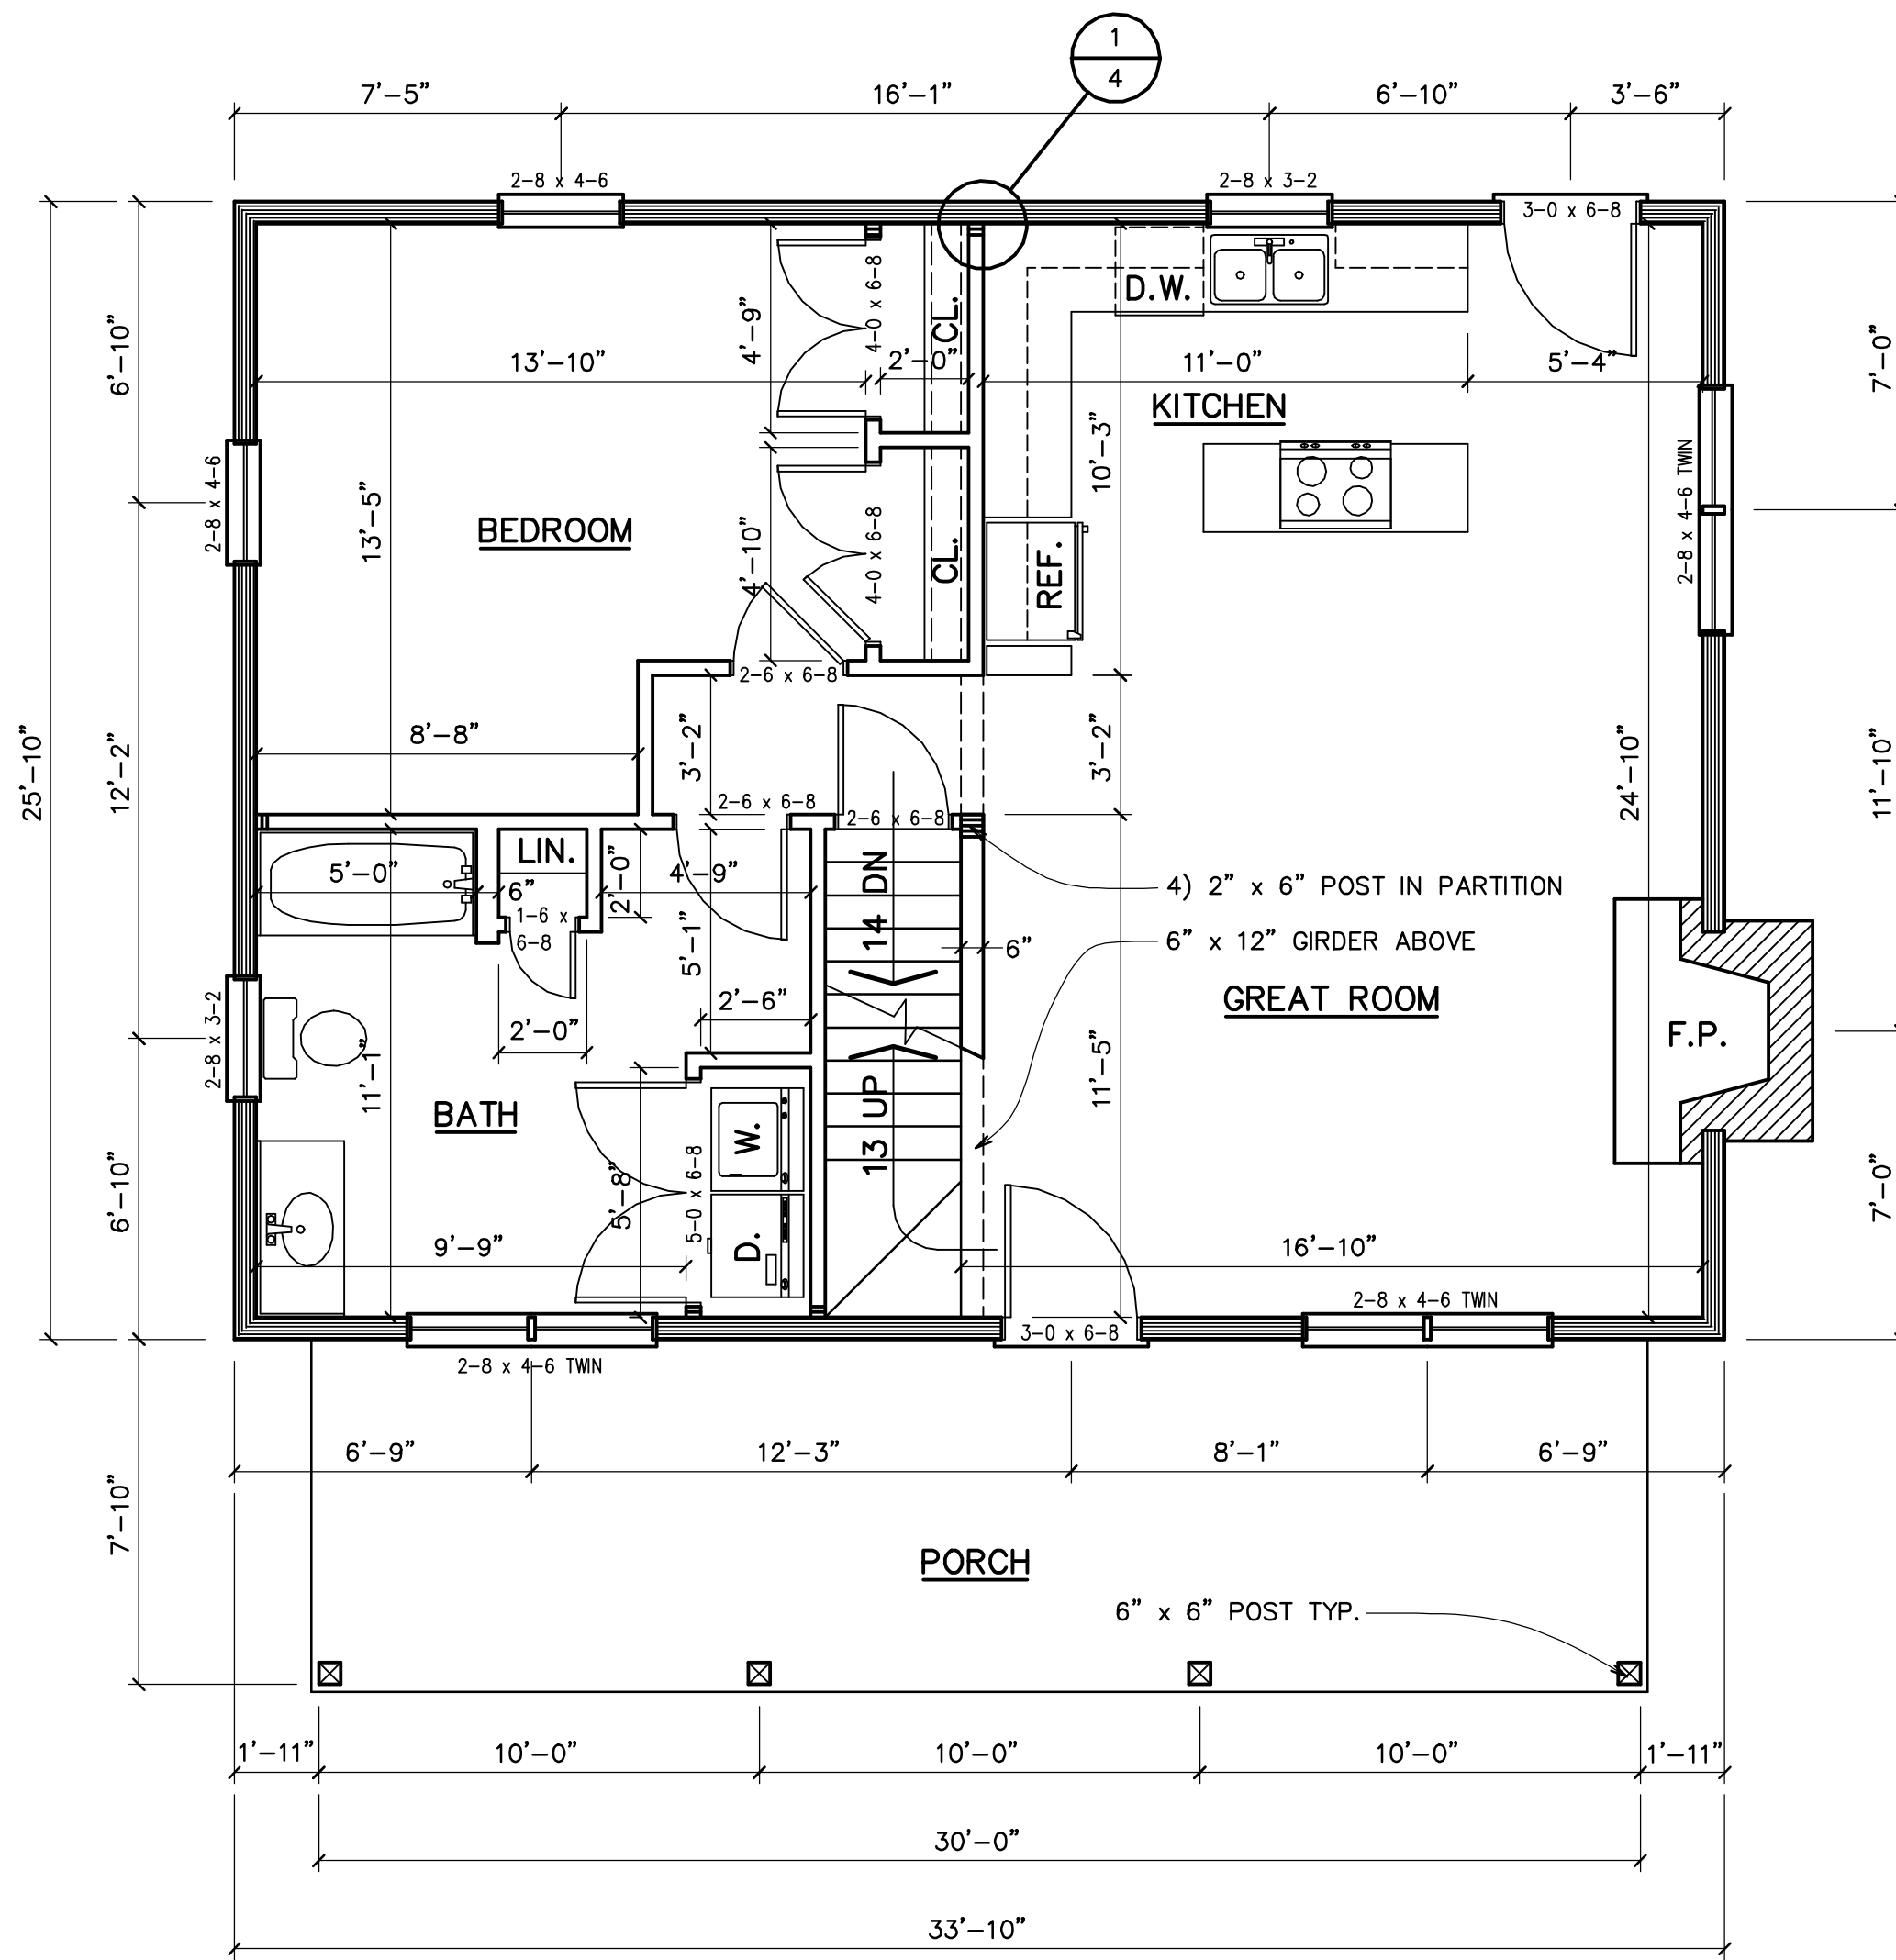 1
4
7’-5”
16’-1”
6’-10”
3’-6”
2-8 x 4-6
2-8 x 3-2
3-0 x 6-8
6’-10”
12’-2”
6’-10”
25’-10”
7’-10”
2-8 x 4-6
2-8 x 3-2
13’-10”
13’-5”
BEDROOM
8’-8”
4’-9”
4-0 x 6-8
CL.
2’-0”
4’-10”
4-0 x 6-8
CL.
2-6 x 6-8
D.W.
11’-0”
5’-4”
KITCHEN
10’-3”
REF.
2-8 x 4-6 TWIN
7’-0”
11’-10”
7’-0”
3’-2”
3’-2”
24’-10”
2-6 x 6-8
2-6 x 6-8
LIN.
5’-0”
6”
1-6 x
6-8
2’-0”
4’-9”
5’-1”
2’-6”
2’-0”
11’-1”
BATH
14 DN
13 UP
6”
4) 2” x 6” POST IN PARTITION
6” x 12” GIRDER ABOVE
GREAT ROOM
F.P.
11’-5”
W.
D.
5’-8”
5-0 x 6-8
9’-9”
16’-10”
2-8 x 4-6 TWIN
3-0 x 6-8
2-8 x 4-6 TWIN
6’-9”
12’-3”
8’-1”
6’-9”
PORCH
6” x 6” POST TYP.
1’-11”
10’-0”
10’-0”
10’-0”
1’-11”
30’-0”
33’-10”